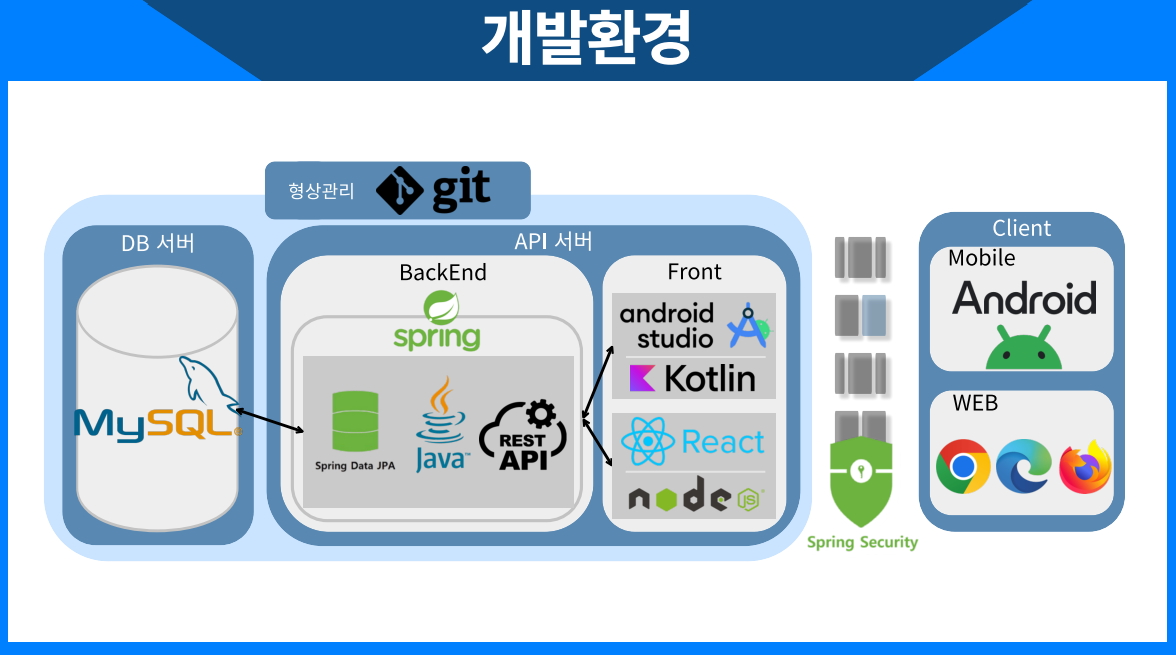 개발환경
형상관리
git
DB 서버
MySQL
API 서버
BackEnd
spring
Spring Data JPA
Java™
REST
API
Front
android
studio
Kotlin
React
node
JS
Spring Security
Client
Mobile
Android
WEB